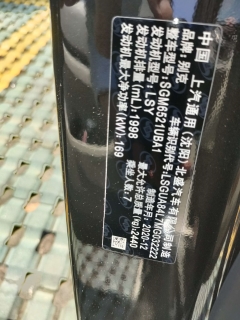 中国 上汽通用(沈阳)北盛汽车有限公司制造
品牌:别克 车辆识别代号:LSGUA84L7MG032222
整车型号:SGM6521UBA1 制造年月:2020-12
发动机型号:LSY 最大允许总质量(kg):2440
发动机排量(mL):1998 乘坐人数:7
发动机最大净功率(kW):169